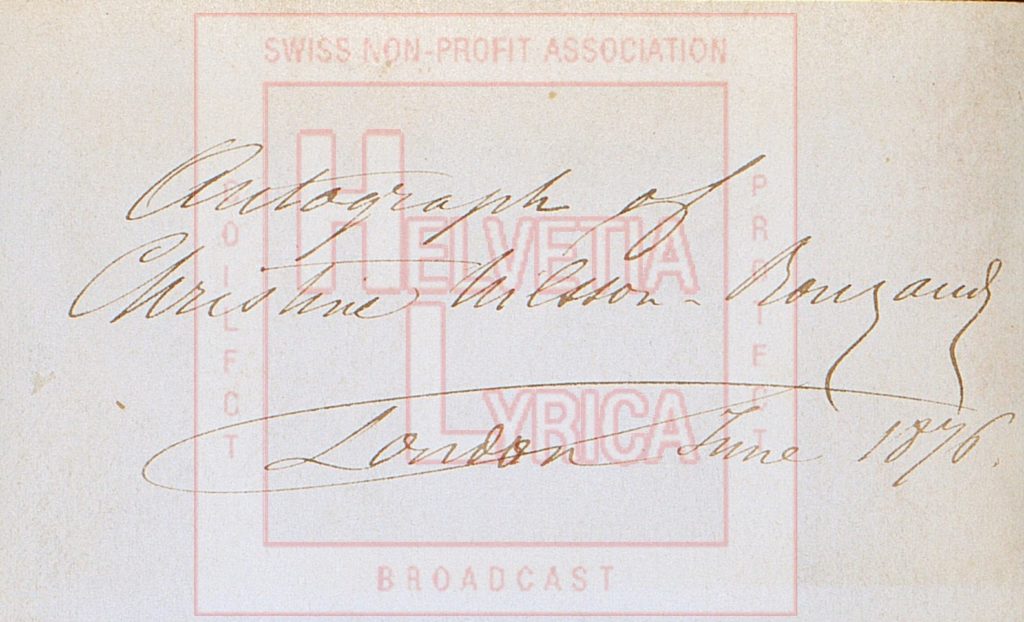 SWISS NON-PROFIT ASSOCIATION
Autograph of
Christine Nilsson - Rouzaud
London June 1876.
HELVETIA
LYRICA
BROADCAST